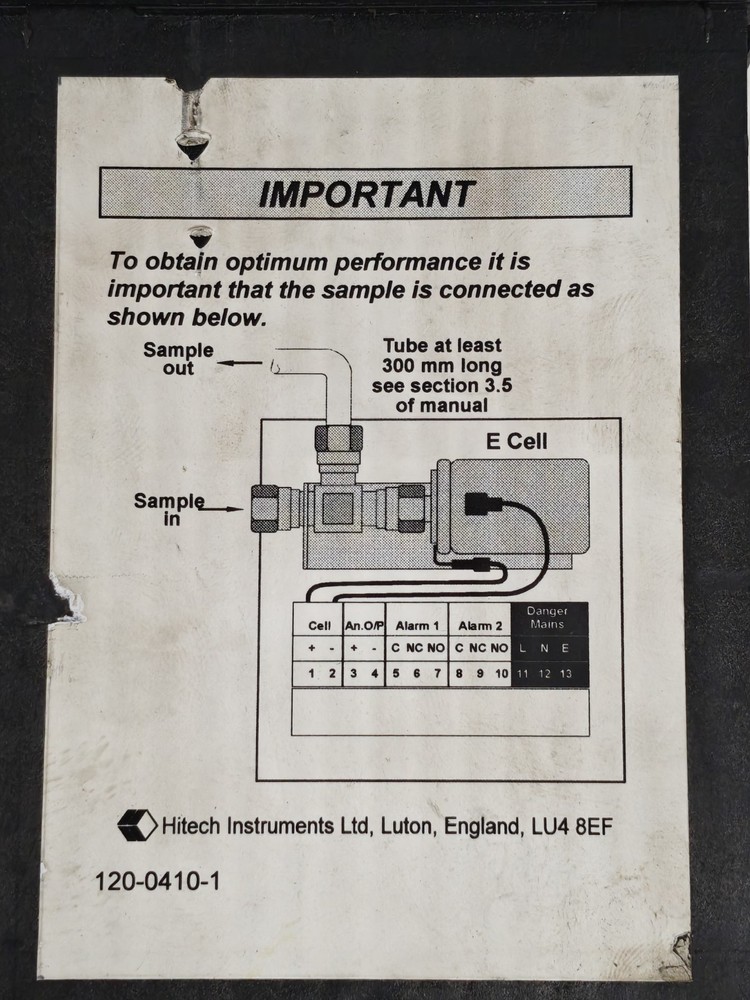 IMPORTANT
To obtain optimum performance it is
important that the sample is connected as
shown below.
Sample
out
Tube at least
300 mm long
see section 3.5
of manual
E Cell
Sample
in
Cell An.O/P Alarm 1 Alarm 2 Danger Mains
+ - + - C NC NO C NC NO L N E
1 2 3 4 5 6 7 8 9 10 11 12 13
Hitech Instruments Ltd, Luton, England, LU4 8EF
120-0410-1